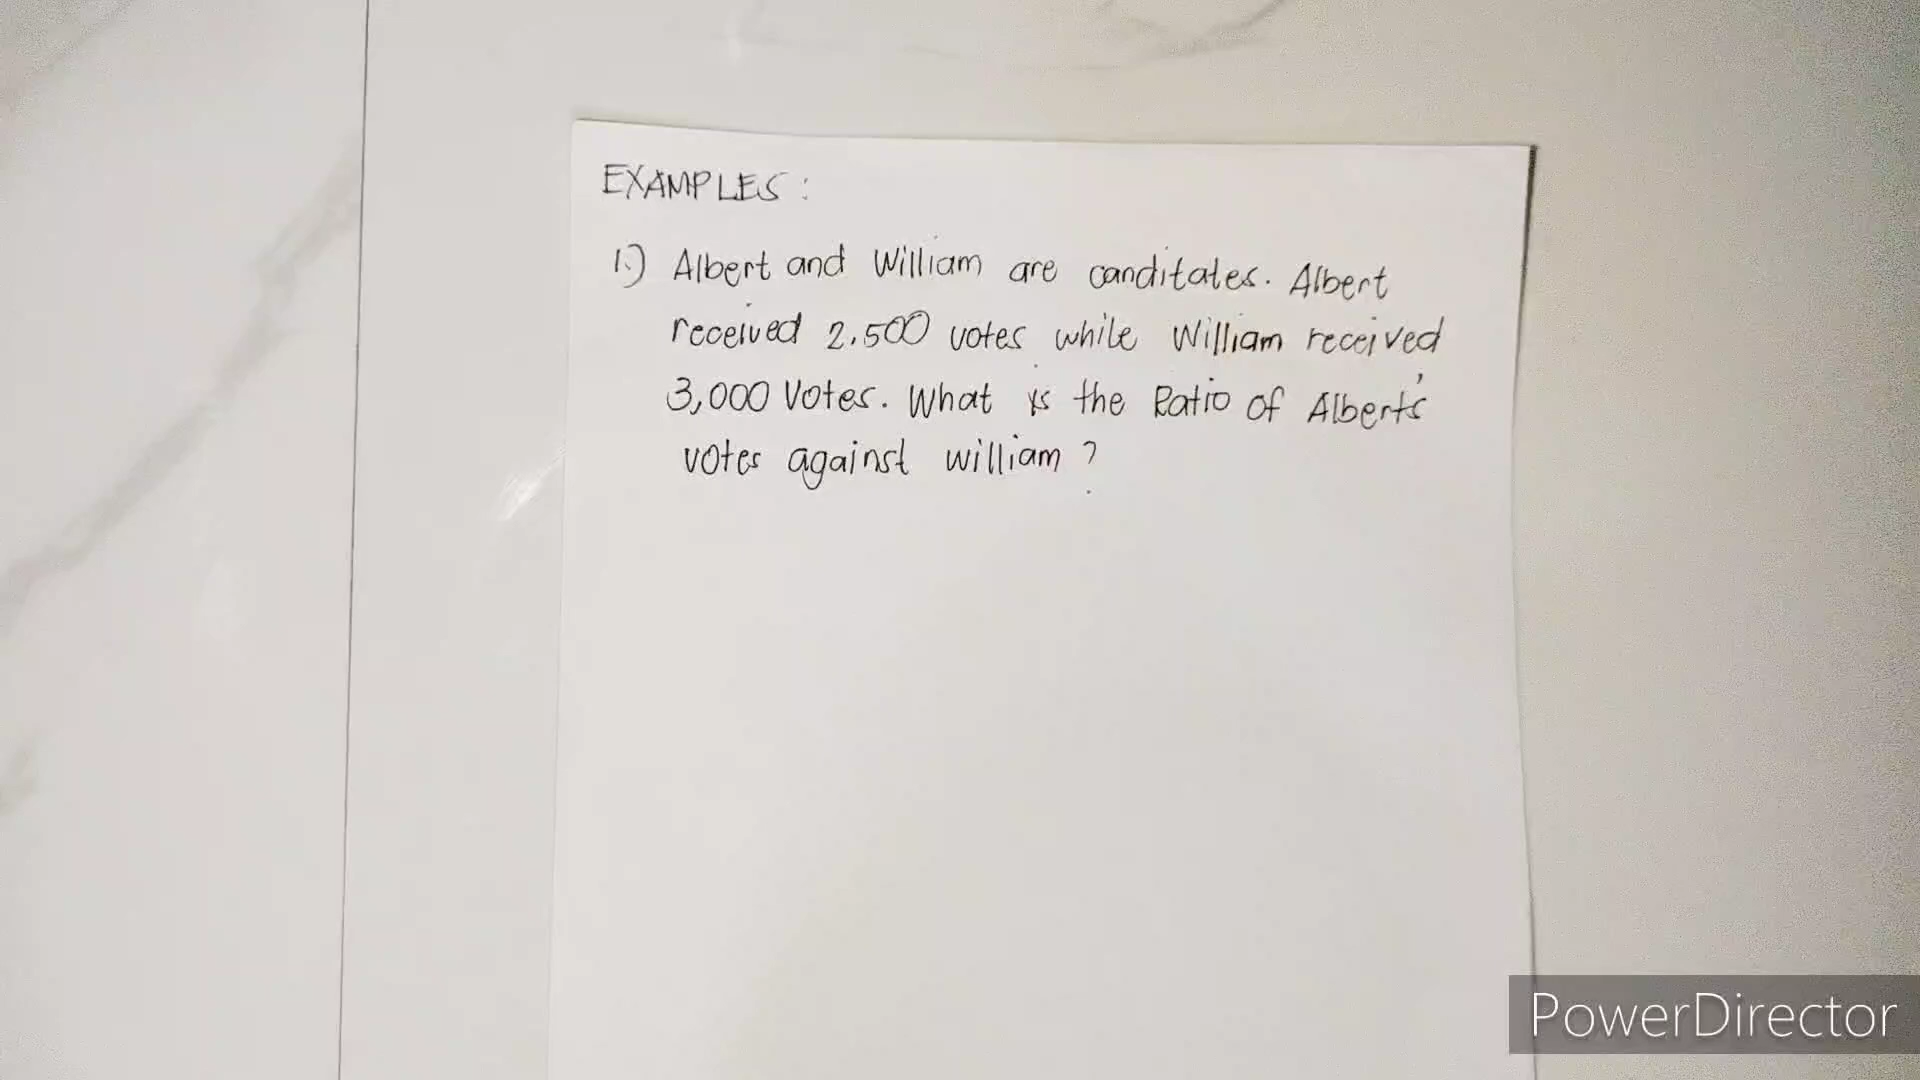 EXAMPLES :
1.) Albert and William are canditates. Albert
received 2.500 votes while William received
3,000 Votes. What is the Ratio of Albert's
votes against william ?
PowerDirector